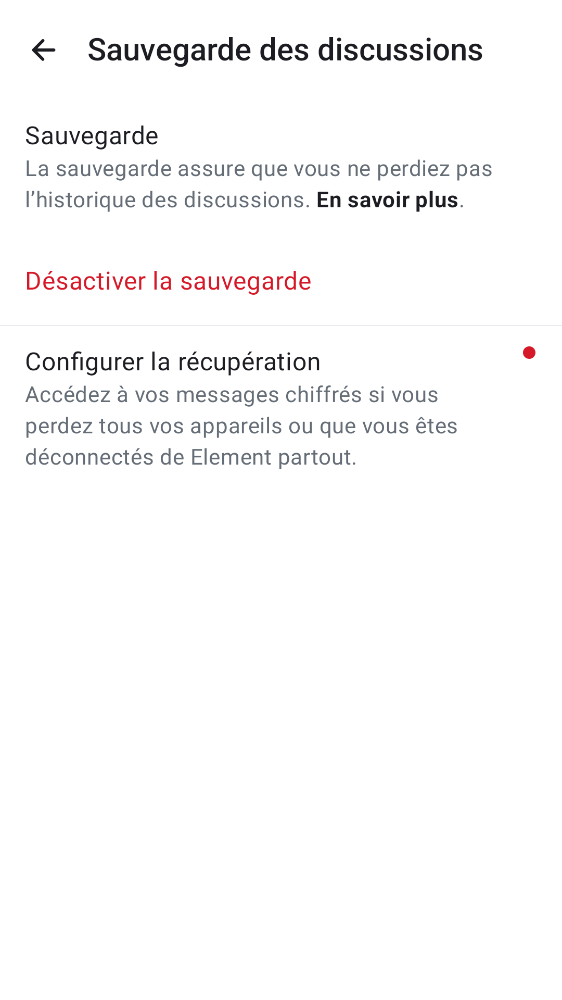 Sauvegarde des discussions
Sauvegarde
La sauvegarde assure que vous ne perdiez pas
l’historique des discussions. En savoir plus.
Désactiver la sauvegarde
Configurer la récupération
Accédez à vos messages chiffrés si vous
perdez tous vos appareils ou que vous êtes
déconnectés de Element partout.